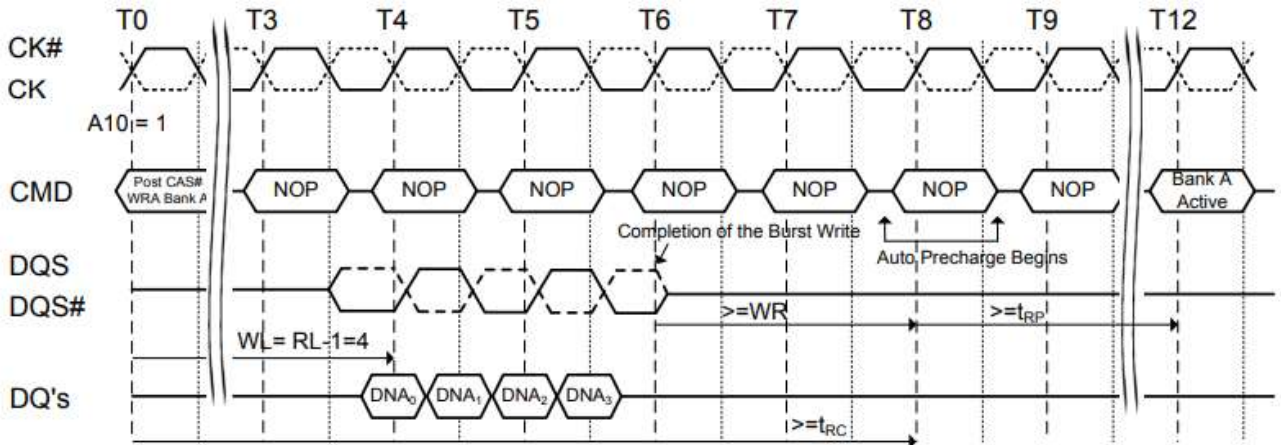 T0 T3 T4 T5 T6 T7 T8 T9 T12
CK#
CK
A10 = 1
CMD
Post CAS#
WRA Bank A
NOP NOP NOP NOP NOP NOP NOP
Bank A
Active
Completion of the Burst Write
Auto Precharge Begins
DQS
DQS#
>=WR
>=tRP
WL= RL-1=4
DQ's
DNA0 DNA1 DNA2 DNA3
>=tRC